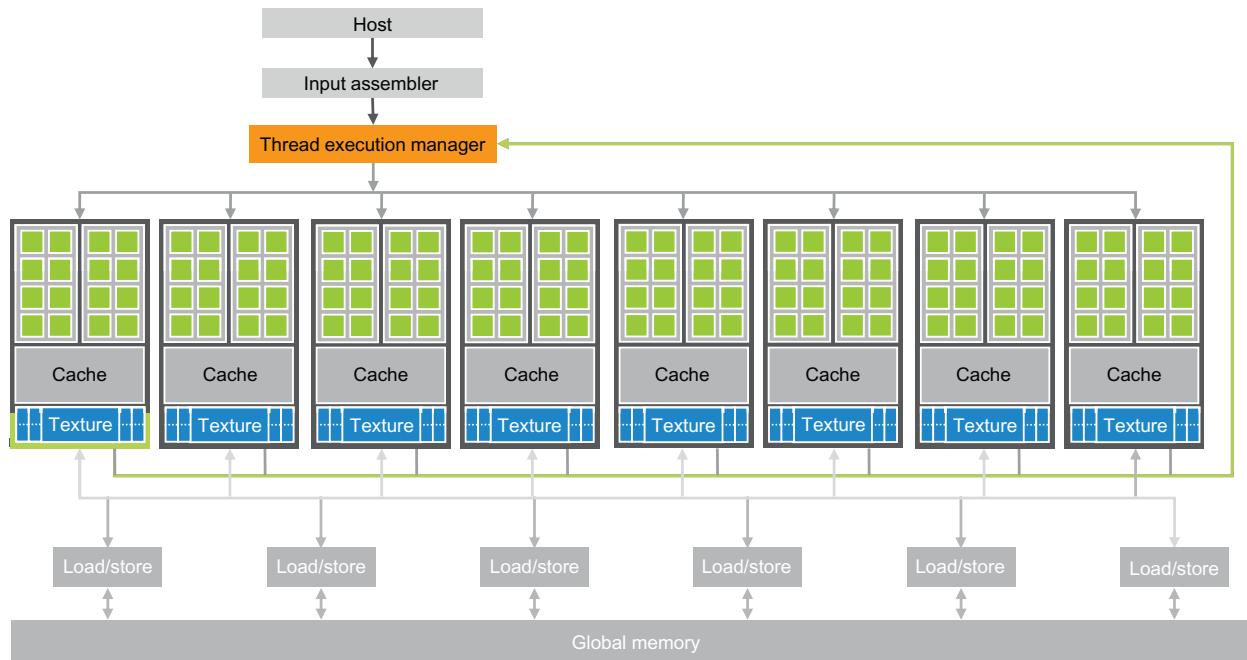 Host
Input assembler
Thread execution manager
Cache Cache Cache Cache Cache Cache Cache Cache
Texture Texture Texture Texture Texture Texture Texture Texture
Load/store Load/store Load/store Load/store Load/store Load/store
Global memory